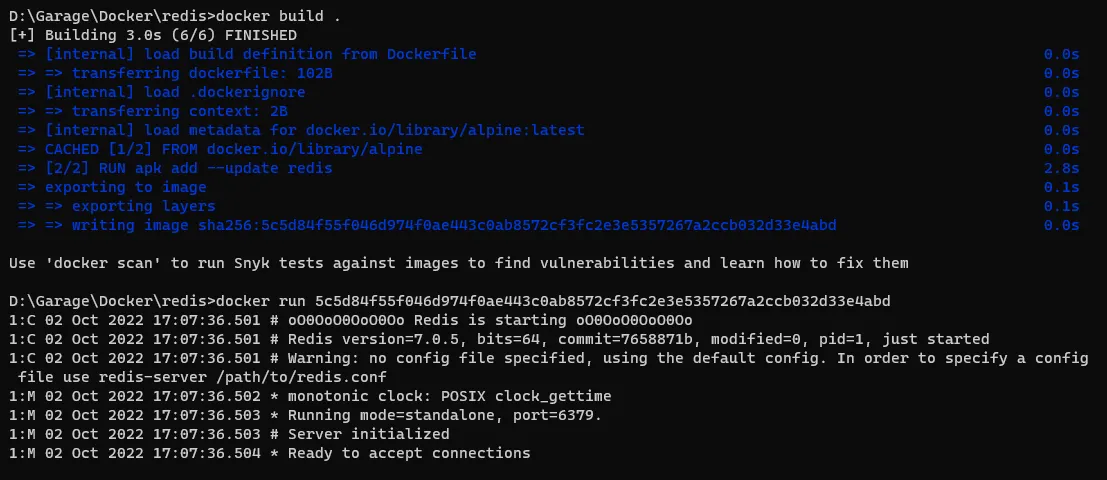 D:\Garage\Docker\redis>docker build .
[+] Building 3.0s (6/6) FINISHED
=> [internal] load build definition from Dockerfile 0.0s
=> => transferring dockerfile: 102B 0.0s
=> [internal] load .dockerignore 0.0s
=> => transferring context: 2B 0.0s
=> [internal] load metadata for docker.io/library/alpine:latest 0.0s
=> CACHED [1/2] FROM docker.io/library/alpine 0.0s
=> [2/2] RUN apk add --update redis 2.8s
=> exporting to image 0.1s
=> => exporting layers 0.1s
=> => writing image sha256:5c5d84f55f046d974f0ae443c0ab8572cf3fc2e3e5357267a2ccb032d33e4abd 0.0s
Use 'docker scan' to run Snyk tests against images to find vulnerabilities and learn how to fix them
D:\Garage\Docker\redis>docker run 5c5d84f55f046d974f0ae443c0ab8572cf3fc2e3e5357267a2ccb032d33e4abd
1:C 02 Oct 2022 17:07:36.501 # oO0OoO0OoO0Oo Redis is starting oO0OoO0OoO0Oo
1:C 02 Oct 2022 17:07:36.501 # Redis version=7.0.5, bits=64, commit=7658871b, modified=0, pid=1, just started
1:C 02 Oct 2022 17:07:36.501 # Warning: no config file specified, using the default config. In order to specify a config
file use redis-server /path/to/redis.conf
1:M 02 Oct 2022 17:07:36.502 * monotonic clock: POSIX clock_gettime
1:M 02 Oct 2022 17:07:36.503 * Running mode=standalone, port=6379.
1:M 02 Oct 2022 17:07:36.503 # Server initialized
1:M 02 Oct 2022 17:07:36.504 * Ready to accept connections